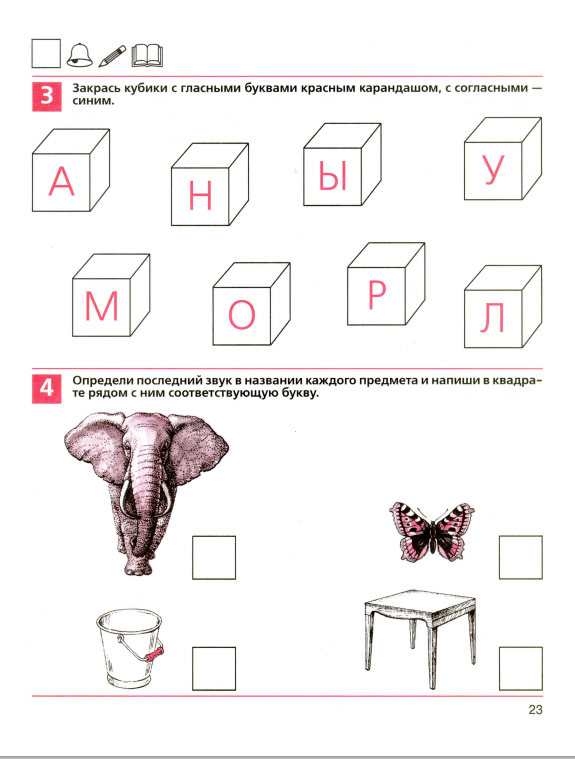 3 Закрась кубики с гласными буквами красным карандашом, с согласными —
синим.
А Н Ы У
М О Р Л
4 Определи последний звук в названии каждого предмета и напиши в квадра-
те рядом с ним соответствующую букву.
23